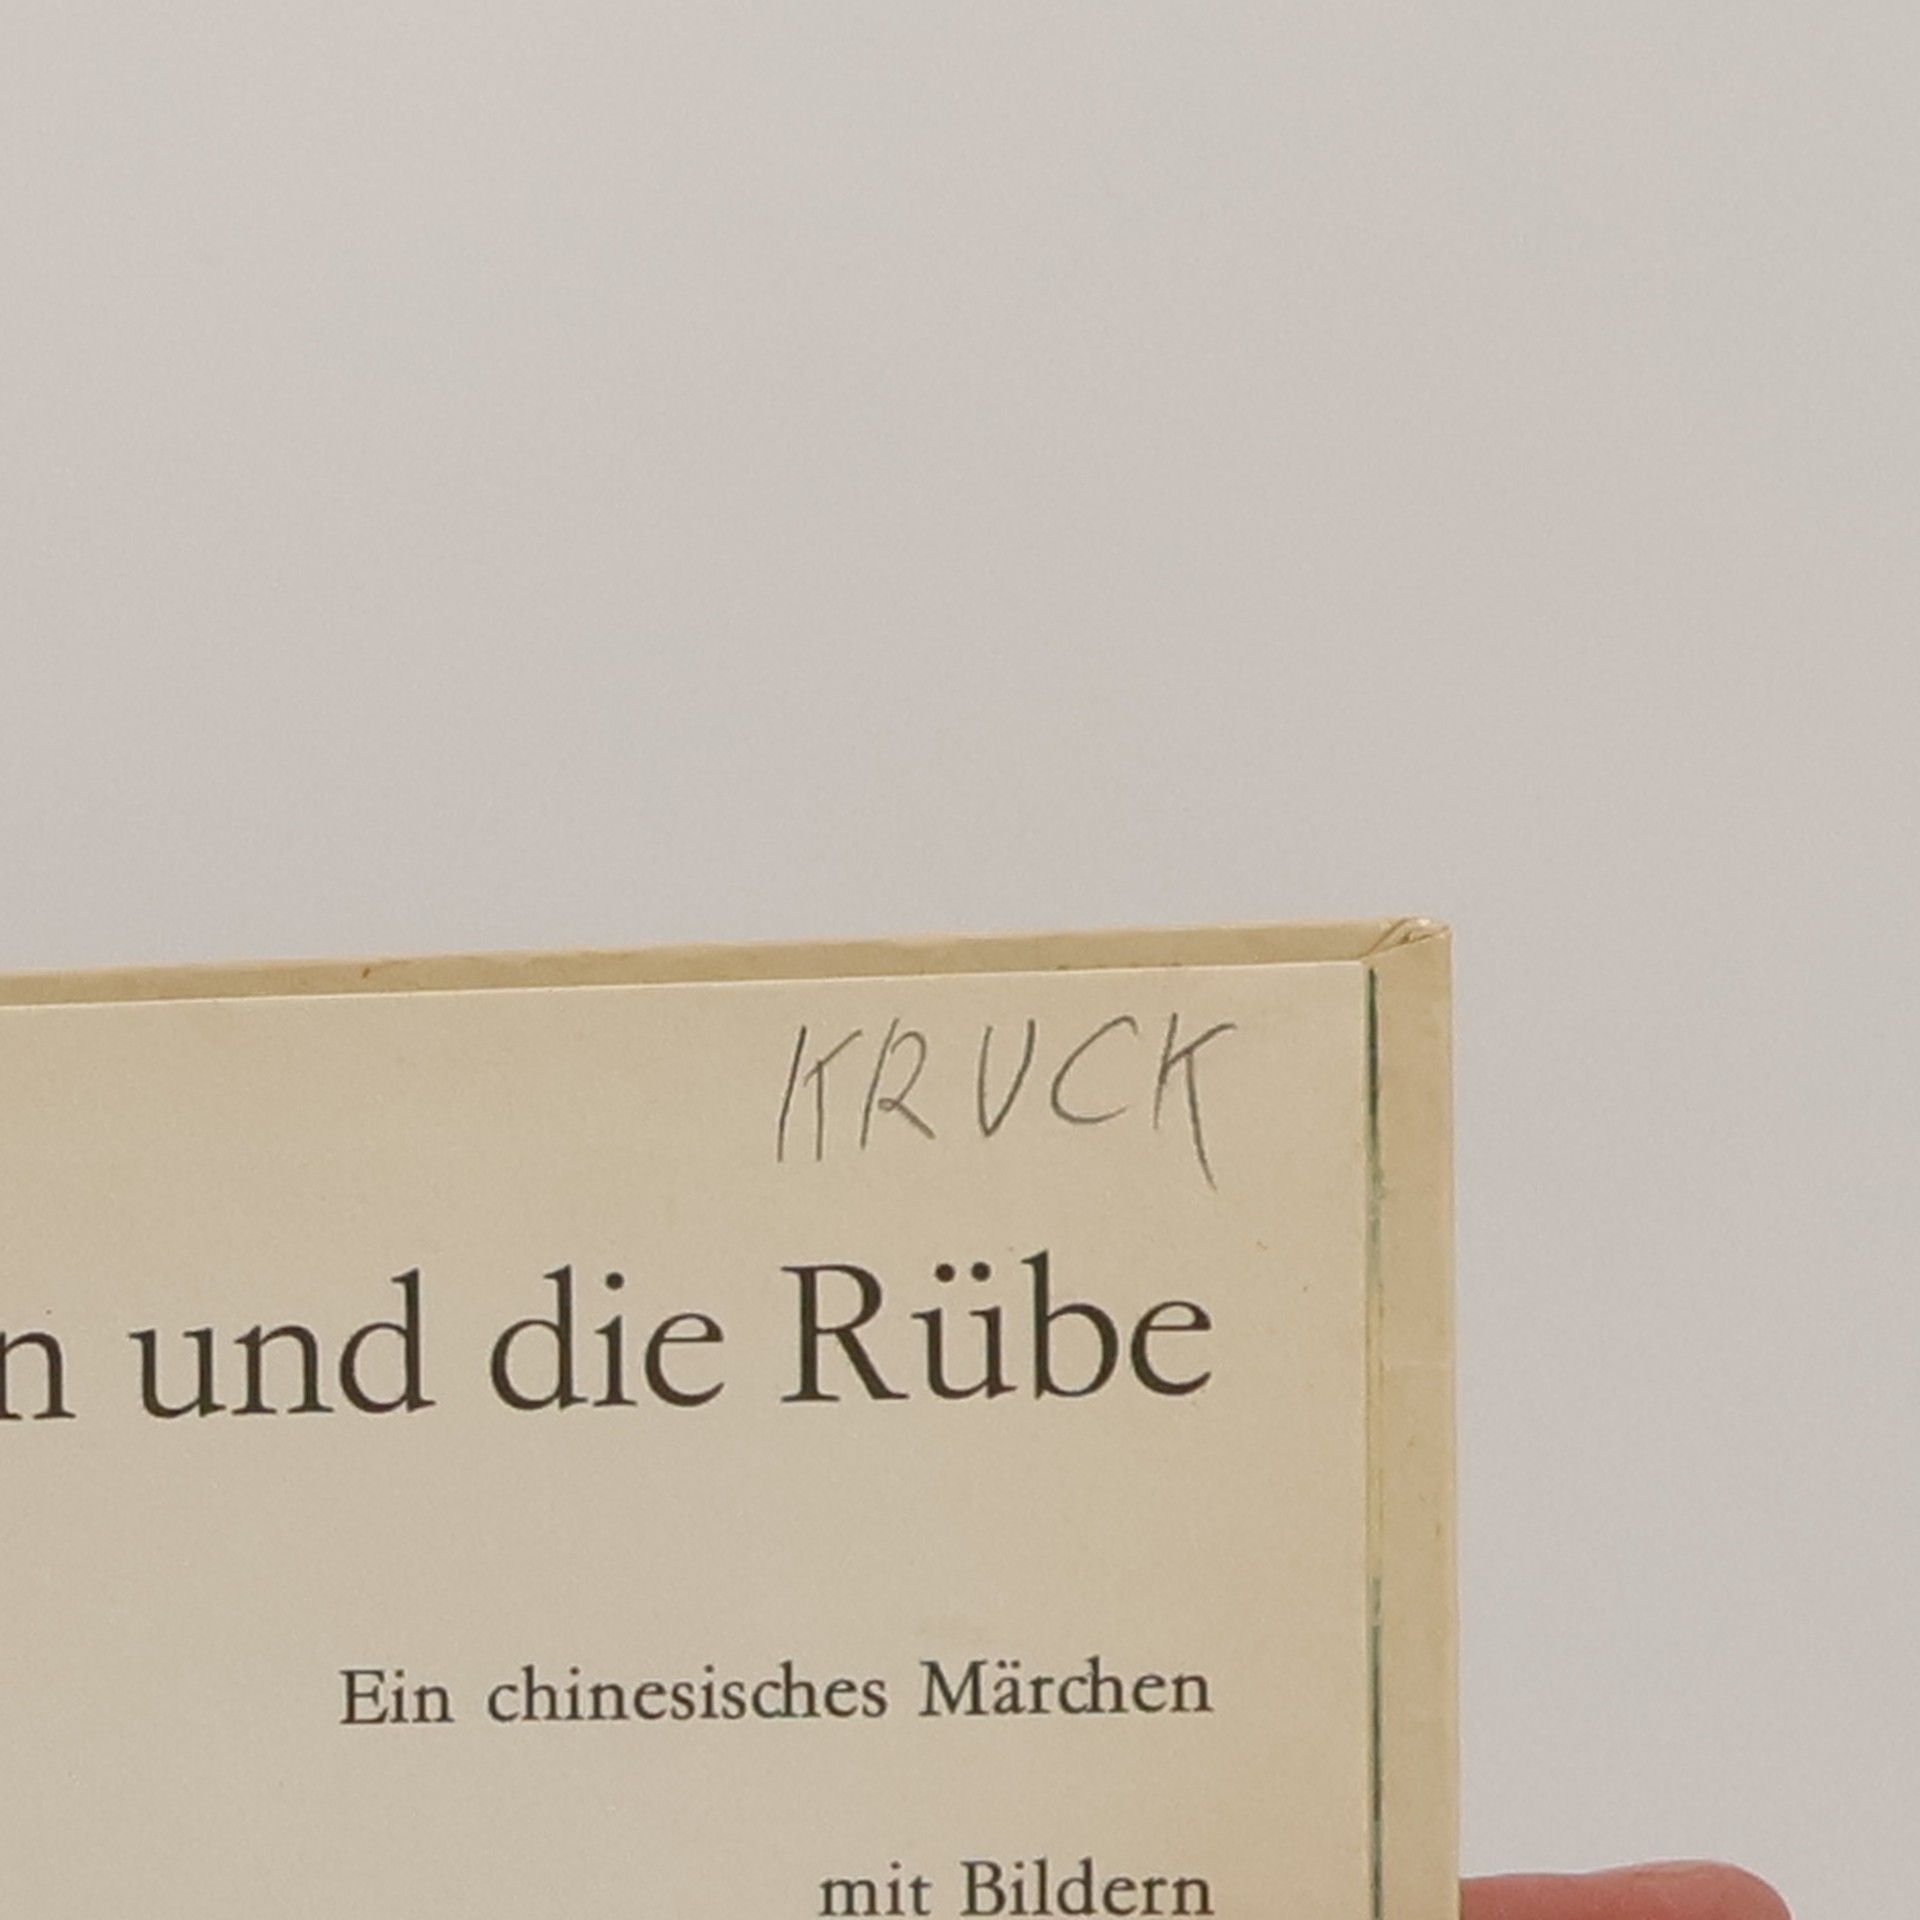 KRUCK
n und die Rübe
Ein chinesisches Märchen
mit Bildern